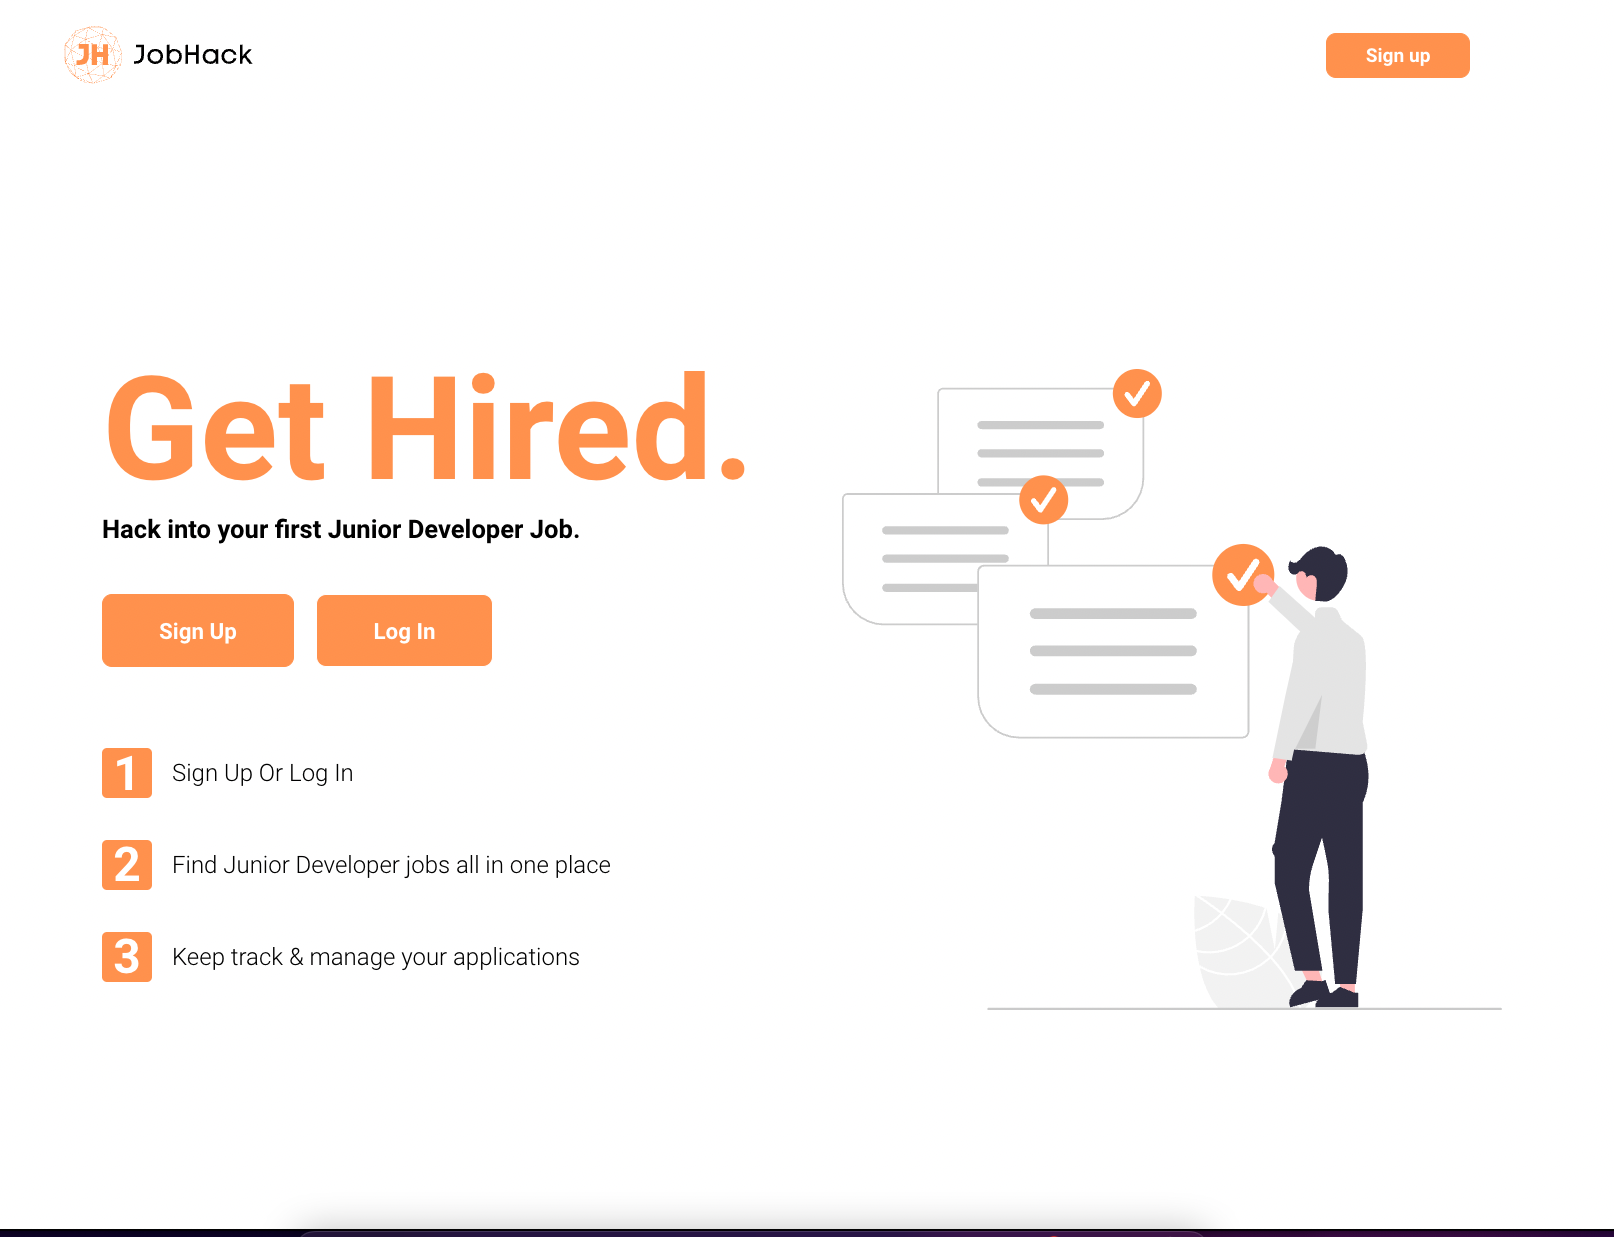 JH JobHack
Sign up
Get Hired.
Hack into your first Junior Developer Job.
Sign Up
Log In
1 Sign Up Or Log In
2 Find Junior Developer jobs all in one place
3 Keep track & manage your applications